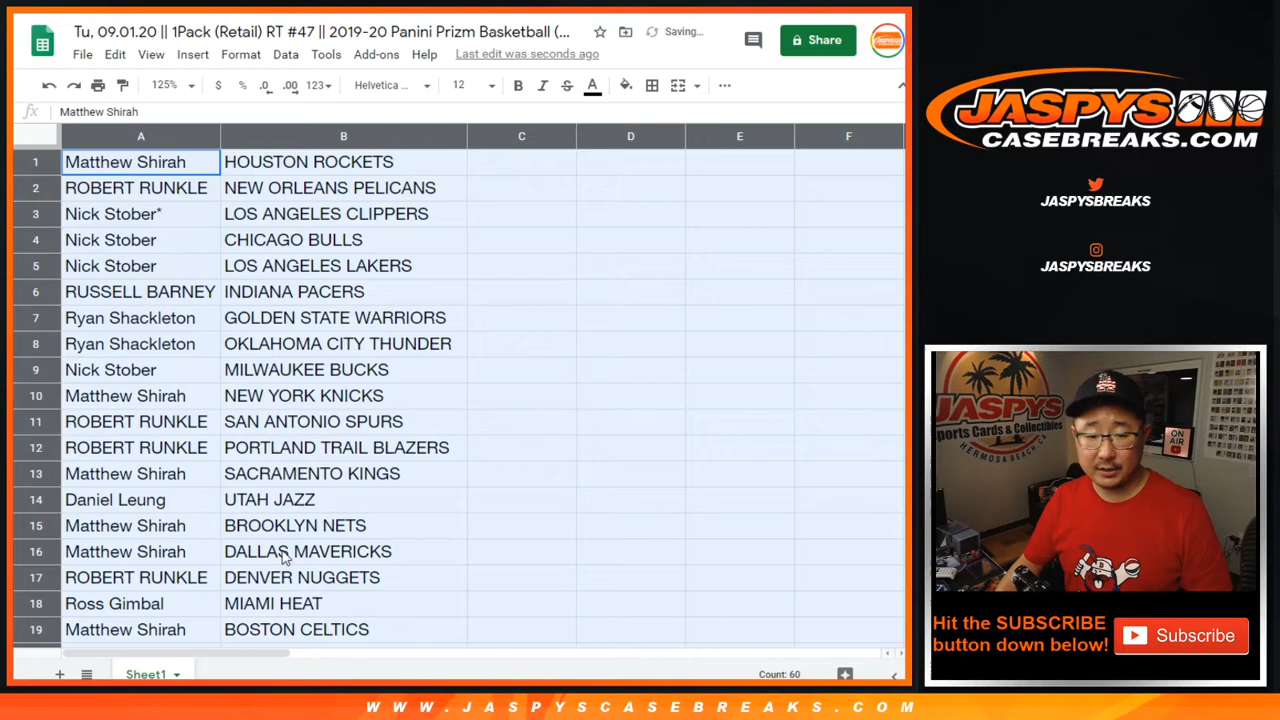 Tu, 09.01.20 || 1Pack (Retail) RT #47 || 2019-20 Panini Prizm Basketball (...
Saving...
File Edit View Insert Format Data Tools Add-ons Help Last edit was seconds ago
Share
125% $ % .0 .00 123 Helvetica ... 12 B I S A ...
fx Matthew Shirah
A B C D E F
1 Matthew Shirah HOUSTON ROCKETS
2 ROBERT RUNKLE NEW ORLEANS PELICANS
3 Nick Stober* LOS ANGELES CLIPPERS
4 Nick Stober CHICAGO BULLS
5 Nick Stober LOS ANGELES LAKERS
6 RUSSELL BARNEY INDIANA PACERS
7 Ryan Shackleton GOLDEN STATE WARRIORS
8 Ryan Shackleton OKLAHOMA CITY THUNDER
9 Nick Stober MILWAUKEE BUCKS
10 Matthew Shirah NEW YORK KNICKS
11 ROBERT RUNKLE SAN ANTONIO SPURS
12 ROBERT RUNKLE PORTLAND TRAIL BLAZERS
13 Matthew Shirah SACRAMENTO KINGS
14 Daniel Leung UTAH JAZZ
15 Matthew Shirah BROOKLYN NETS
16 Matthew Shirah DALLAS MAVERICKS
17 ROBERT RUNKLE DENVER NUGGETS
18 Ross Gimbal MIAMI HEAT
19 Matthew Shirah BOSTON CELTICS
Sheet1
Count: 60
JASPYS
CASEBREAKS.COM
JASPYSBREAKS
JASPYSBREAKS
JASPYS
Sports Cards & Collectibles
HERMOSA BEACH, CA
ON AIR
Hit the SUBSCRIBE
button down below!
Subscribe
WWW.JASPYSCASEBREAKS.COM